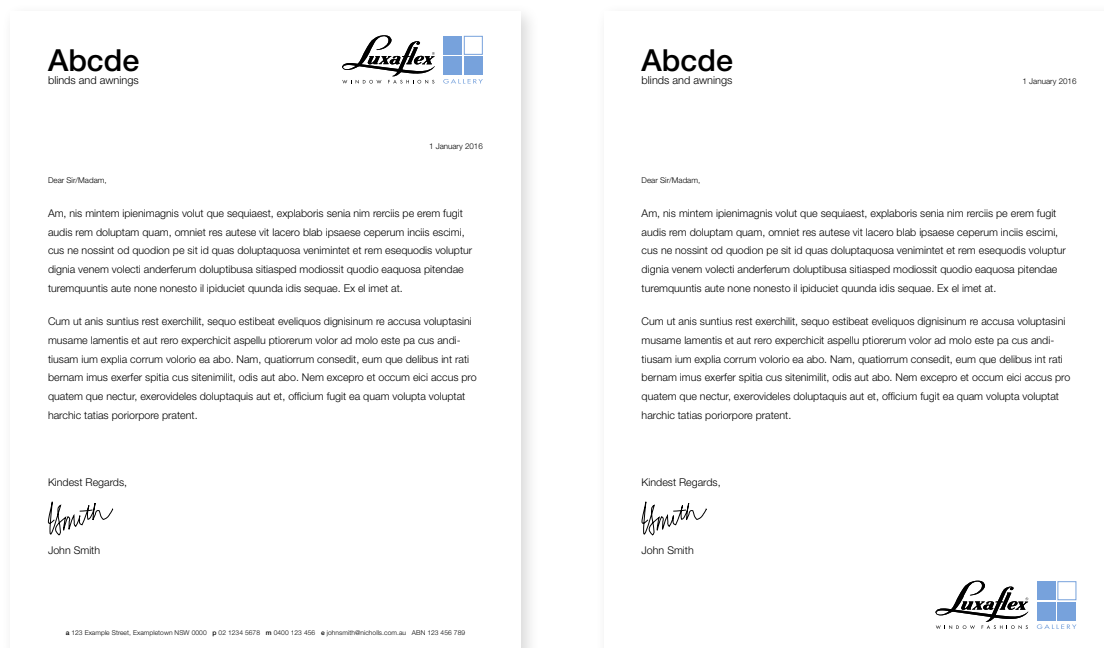 Abcde
blinds and awnings
Luxaflex®
WINDOW FASHIONS GALLERY
1 January 2016
Dear Sir/Madam,
Am, nis mintem ipienimagnis volut que sequiaest, explaboris senia nim rerciis pe erem fugit
audis rem doluptam quam, omniet res autese vit lacero blab ipsaese ceperum inciis escimi,
cus ne nossint od quodion pe sit id quas doluptaquosa venimintet et rem esequodis voluptur
dignia venem volecti anderferum doluptibusa sitiasped modiossit quodio eaquosa pitendae
turemquuntis aute none nonesto il ipiduciet quunda idis sequae. Ex el imet at.
Cum ut anis suntius rest exerchilit, sequo estibeat eveliquos dignisinum re accusa voluptasini
musame lamentis et aut rero experchicit aspellu ptiorerum volor ad molo este pa cus andi-
tiusam ium explia corrum volorio ea abo. Nam, quatiorrum consedit, eum que delibus int rati
bernam imus exerfer spitia cus sitenimilit, odis aut abo. Nem excepro et occum eici accus pro
quatem que nectur, exerovideles doluptaquis aut et, officium fugit ea quam volupta voluptat
harchic tatias poriorpore pratent.
Kindest Regards,
JSmith
John Smith
a 123 Example Street, Exampletown NSW 0000 p 02 1234 5678 m 0400 123 456 e johnsmith@nicholls.com.au ABN 123 456 789
Abcde
blinds and awnings
1 January 2016
Dear Sir/Madam,
Am, nis mintem ipienimagnis volut que sequiaest, explaboris senia nim rerciis pe erem fugit
audis rem doluptam quam, omniet res autese vit lacero blab ipsaese ceperum inciis escimi,
cus ne nossint od quodion pe sit id quas doluptaquosa venimintet et rem esequodis voluptur
dignia venem volecti anderferum doluptibusa sitiasped modiossit quodio eaquosa pitendae
turemquuntis aute none nonesto il ipiduciet quunda idis sequae. Ex el imet at.
Cum ut anis suntius rest exerchilit, sequo estibeat eveliquos dignisinum re accusa voluptasini
musame lamentis et aut rero experchicit aspellu ptiorerum volor ad molo este pa cus andi-
tiusam ium explia corrum volorio ea abo. Nam, quatiorrum consedit, eum que delibus int rati
bernam imus exerfer spitia cus sitenimilit, odis aut abo. Nem excepro et occum eici accus pro
quatem que nectur, exerovideles doluptaquis aut et, officium fugit ea quam volupta voluptat
harchic tatias poriorpore pratent.
Kindest Regards,
JSmith
John Smith
Luxaflex®
WINDOW FASHIONS GALLERY